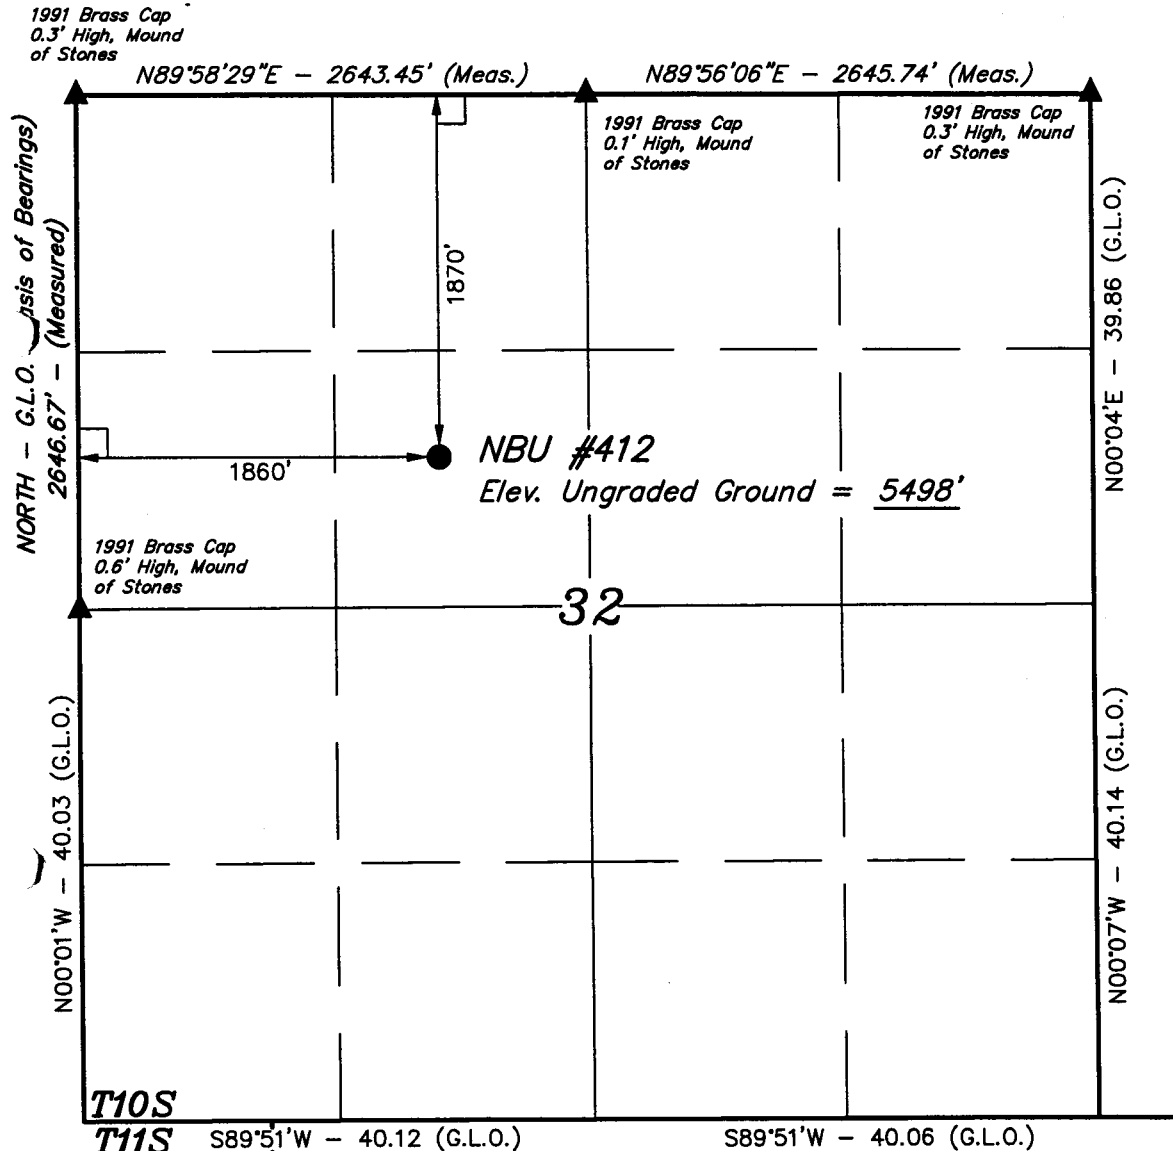 1991 Brass Cap
0.3' High, Mound
of Stones
N89°58'29"E - 2643.45' (Meas.)
N89°56'06"E - 2645.74' (Meas.)
1991 Brass Cap
0.1' High, Mound
of Stones
1991 Brass Cap
0.3' High, Mound
of Stones
NORTH - G.L.O. asis of Bearings)
2646.67' - (Measured)
1870'
N00°04'E - 39.86 (G.L.O.)
1860'
NBU #412
Elev. Ungraded Ground = 5498'
1991 Brass Cap
0.6' High, Mound
of Stones
32
N00°01'W - 40.03 (G.L.O.)
N00°07'W - 40.14 (G.L.O.)
T10S
T11S
S89°51'W - 40.12 (G.L.O.)
S89°51'W - 40.06 (G.L.O.)